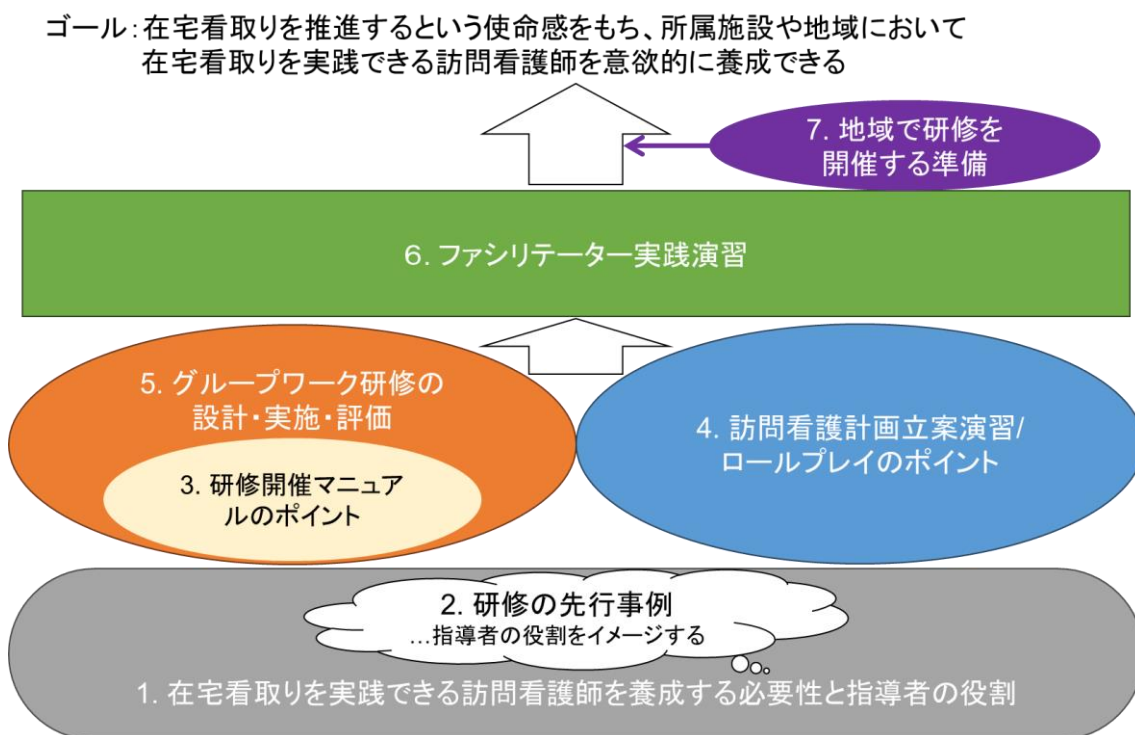 ゴール：在宅看取りを推進するという使命感をもち、所属施設や地域において
在宅看取りを実践できる訪問看護師を意欲的に養成できる
7. 地域で研修を
開催する準備
６. ファシリテーター実践演習
5. グループワーク研修の
設計・実施・評価
3. 研修開催マニュア
ルのポイント
4. 訪問看護計画立案演習/
ロールプレイのポイント
2. 研修の先行事例
…指導者の役割をイメージする
1. 在宅看取りを実践できる訪問看護師を養成する必要性と指導者の役割